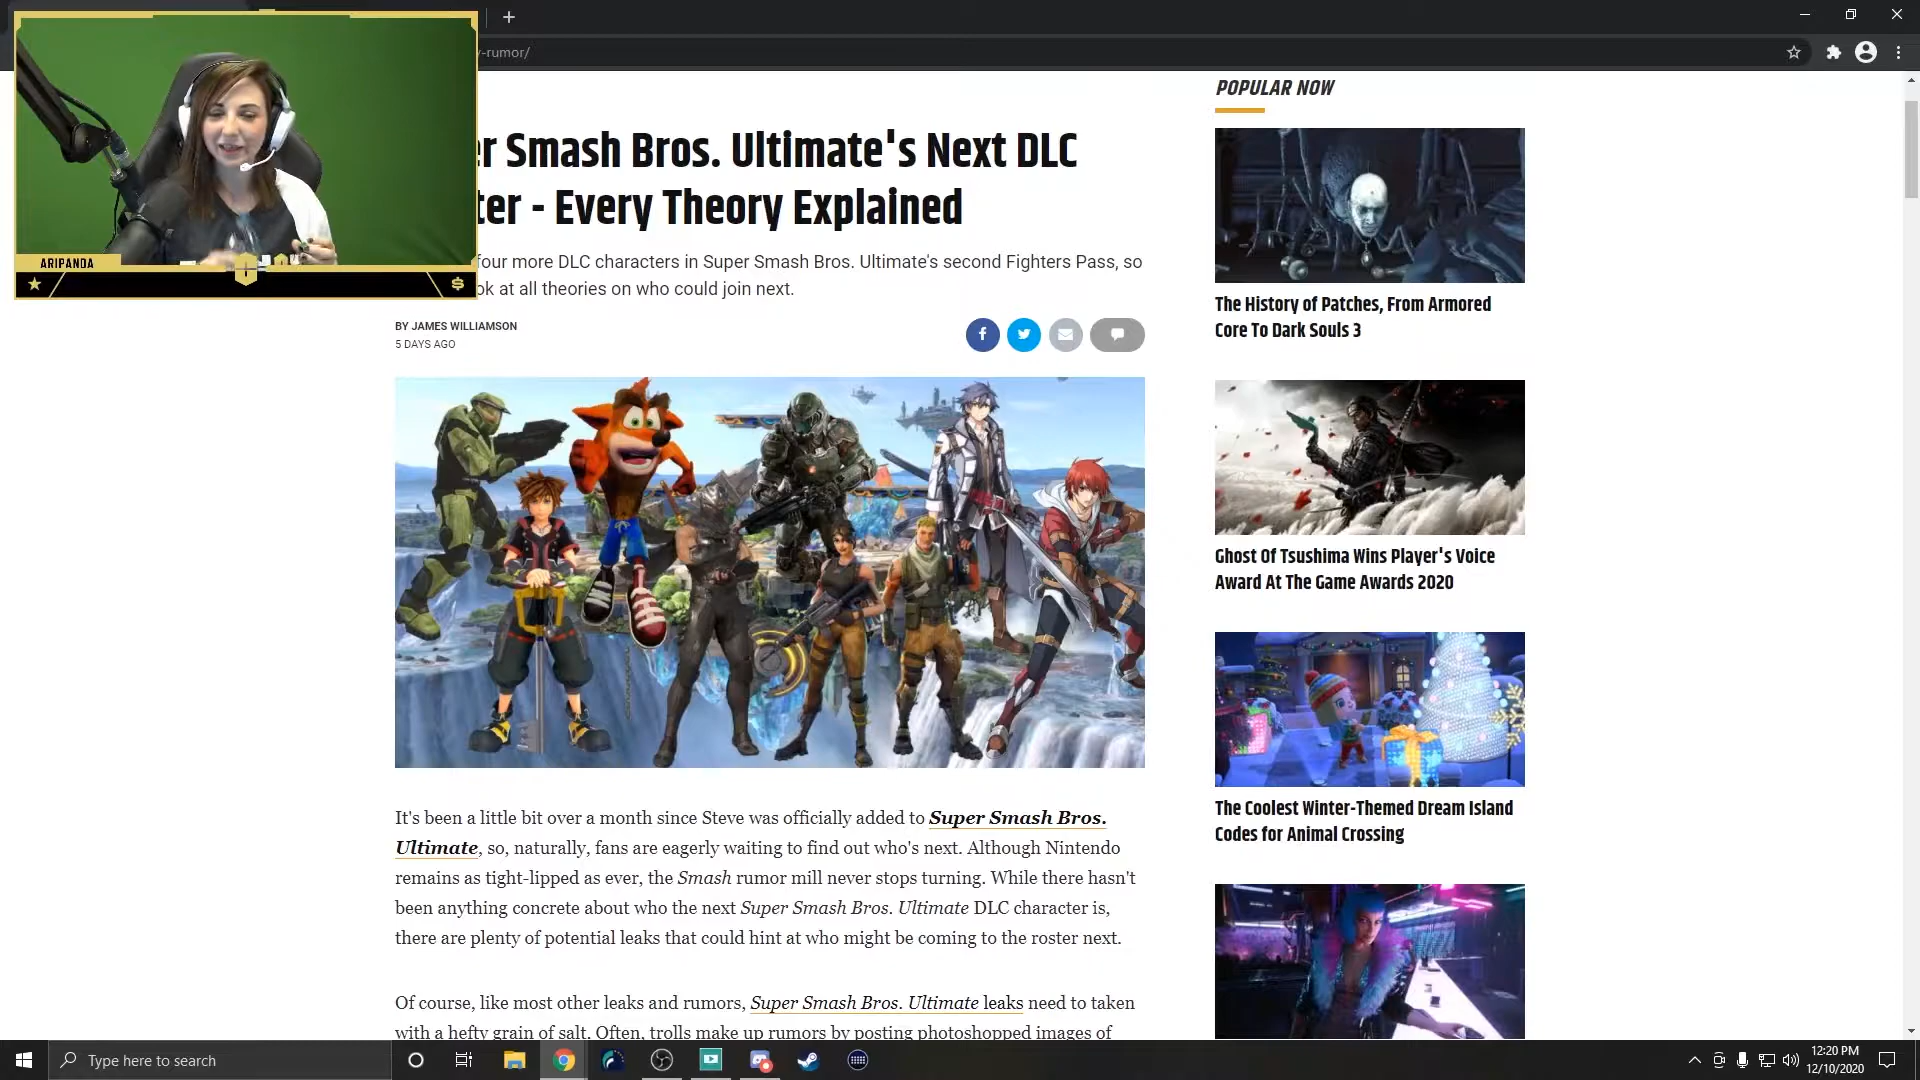 y-rumor/
ARIPANDA
er Smash Bros. Ultimate's Next DLC
ter - Every Theory Explained
four more DLC characters in Super Smash Bros. Ultimate's second Fighters Pass, so
ok at all theories on who could join next.
BY JAMES WILLIAMSON
5 DAYS AGO
It's been a little bit over a month since Steve was officially added to Super Smash Bros.
Ultimate, so, naturally, fans are eagerly waiting to find out who's next. Although Nintendo
remains as tight-lipped as ever, the Smash rumor mill never stops turning. While there hasn't
been anything concrete about who the next Super Smash Bros. Ultimate DLC character is,
there are plenty of potential leaks that could hint at who might be coming to the roster next.
Of course, like most other leaks and rumors, Super Smash Bros. Ultimate leaks need to taken
with a hefty grain of salt. Often, trolls make up rumors by posting photoshopped images of
POPULAR NOW
The History of Patches, From Armored
Core To Dark Souls 3
Ghost Of Tsushima Wins Player's Voice
Award At The Game Awards 2020
The Coolest Winter-Themed Dream Island
Codes for Animal Crossing
Type here to search
12:20 PM
12/10/2020